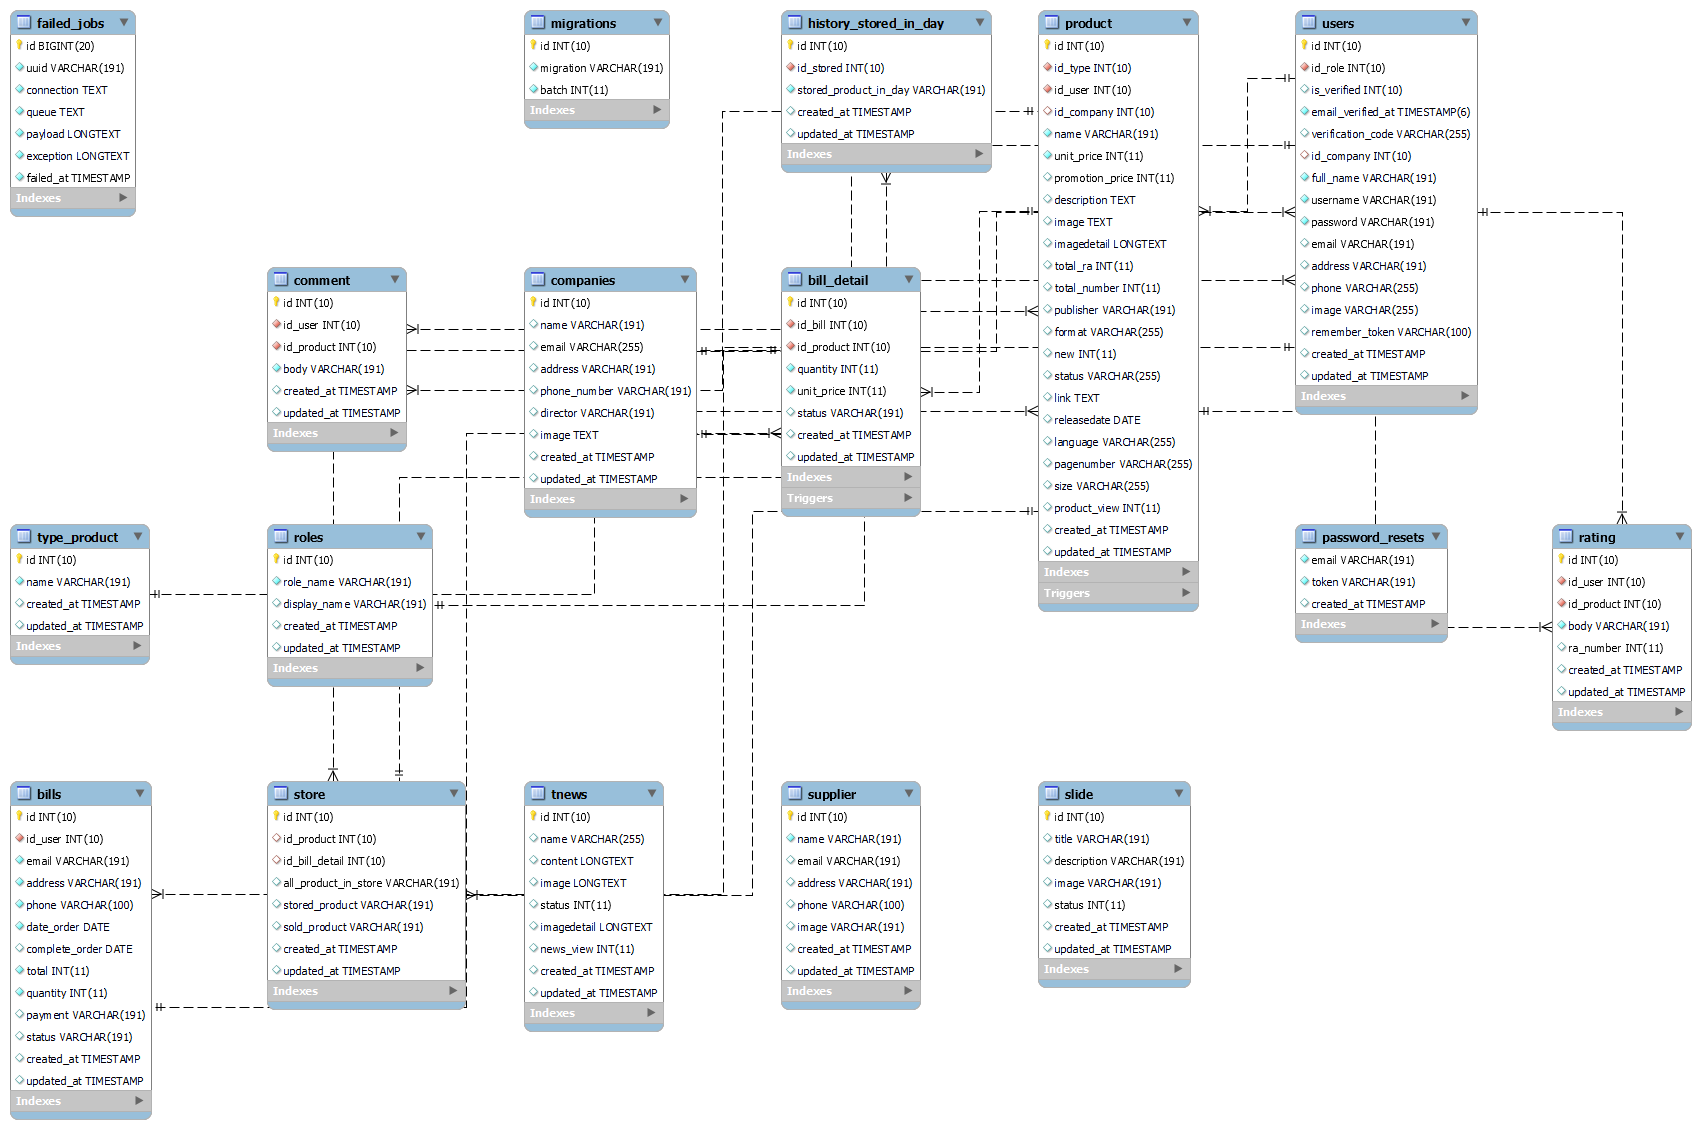 failed_jobs
id BIGINT(20)
uuid VARCHAR(191)
connection TEXT
queue TEXT
payload LONGTEXT
exception LONGTEXT
failed_at TIMESTAMP
Indexes
migrations
id INT(10)
migration VARCHAR(191)
batch INT(11)
Indexes
history_stored_in_day
id INT(10)
id_stored INT(10)
stored_product_in_day VARCHAR(191)
created_at TIMESTAMP
updated_at TIMESTAMP
Indexes
product
id INT(10)
id_type INT(10)
id_user INT(10)
id_company INT(10)
name VARCHAR(191)
unit_price INT(11)
promotion_price INT(11)
description TEXT
image TEXT
imagedetail LONGTEXT
total_ra INT(11)
total_number INT(11)
publisher VARCHAR(191)
format VARCHAR(255)
new INT(11)
status VARCHAR(255)
link TEXT
releasedate DATE
language VARCHAR(255)
pagenumber VARCHAR(255)
size VARCHAR(255)
product_view INT(11)
created_at TIMESTAMP
updated_at TIMESTAMP
Indexes
Triggers
users
id INT(10)
id_role INT(10)
is_verified INT(10)
email_verified_at TIMESTAMP(6)
verification_code VARCHAR(255)
id_company INT(10)
full_name VARCHAR(191)
username VARCHAR(191)
password VARCHAR(191)
email VARCHAR(191)
address VARCHAR(191)
phone VARCHAR(255)
image VARCHAR(255)
remember_token VARCHAR(100)
created_at TIMESTAMP
updated_at TIMESTAMP
Indexes
comment
id INT(10)
id_user INT(10)
id_product INT(10)
body VARCHAR(191)
created_at TIMESTAMP
updated_at TIMESTAMP
Indexes
companies
id INT(10)
name VARCHAR(191)
email VARCHAR(255)
address VARCHAR(191)
phone_number VARCHAR(191)
director VARCHAR(191)
image TEXT
created_at TIMESTAMP
updated_at TIMESTAMP
Indexes
bill_detail
id INT(10)
id_bill INT(10)
id_product INT(10)
quantity INT(11)
unit_price INT(11)
status VARCHAR(191)
created_at TIMESTAMP
updated_at TIMESTAMP
Indexes
Triggers
type_product
id INT(10)
name VARCHAR(191)
created_at TIMESTAMP
updated_at TIMESTAMP
Indexes
roles
id INT(10)
role_name VARCHAR(191)
display_name VARCHAR(191)
created_at TIMESTAMP
updated_at TIMESTAMP
Indexes
password_resets
email VARCHAR(191)
token VARCHAR(191)
created_at TIMESTAMP
Indexes
rating
id INT(10)
id_user INT(10)
id_product INT(10)
body VARCHAR(191)
ra_number INT(11)
created_at TIMESTAMP
updated_at TIMESTAMP
Indexes
bills
id INT(10)
id_user INT(10)
email VARCHAR(191)
address VARCHAR(191)
phone VARCHAR(100)
date_order DATE
complete_order DATE
total INT(11)
quantity INT(11)
payment VARCHAR(191)
status VARCHAR(191)
created_at TIMESTAMP
updated_at TIMESTAMP
Indexes
store
id INT(10)
id_product INT(10)
id_bill_detail INT(10)
all_product_in_store VARCHAR(191)
stored_product VARCHAR(191)
sold_product VARCHAR(191)
created_at TIMESTAMP
updated_at TIMESTAMP
Indexes
tnews
id INT(10)
name VARCHAR(255)
content LONGTEXT
image LONGTEXT
status INT(11)
imagedetail LONGTEXT
news_view INT(11)
created_at TIMESTAMP
updated_at TIMESTAMP
Indexes
supplier
id INT(10)
name VARCHAR(191)
email VARCHAR(191)
address VARCHAR(191)
phone VARCHAR(100)
image VARCHAR(191)
created_at TIMESTAMP
updated_at TIMESTAMP
Indexes
slide
id INT(10)
title VARCHAR(191)
description VARCHAR(191)
image VARCHAR(191)
status INT(11)
created_at TIMESTAMP
updated_at TIMESTAMP
Indexes